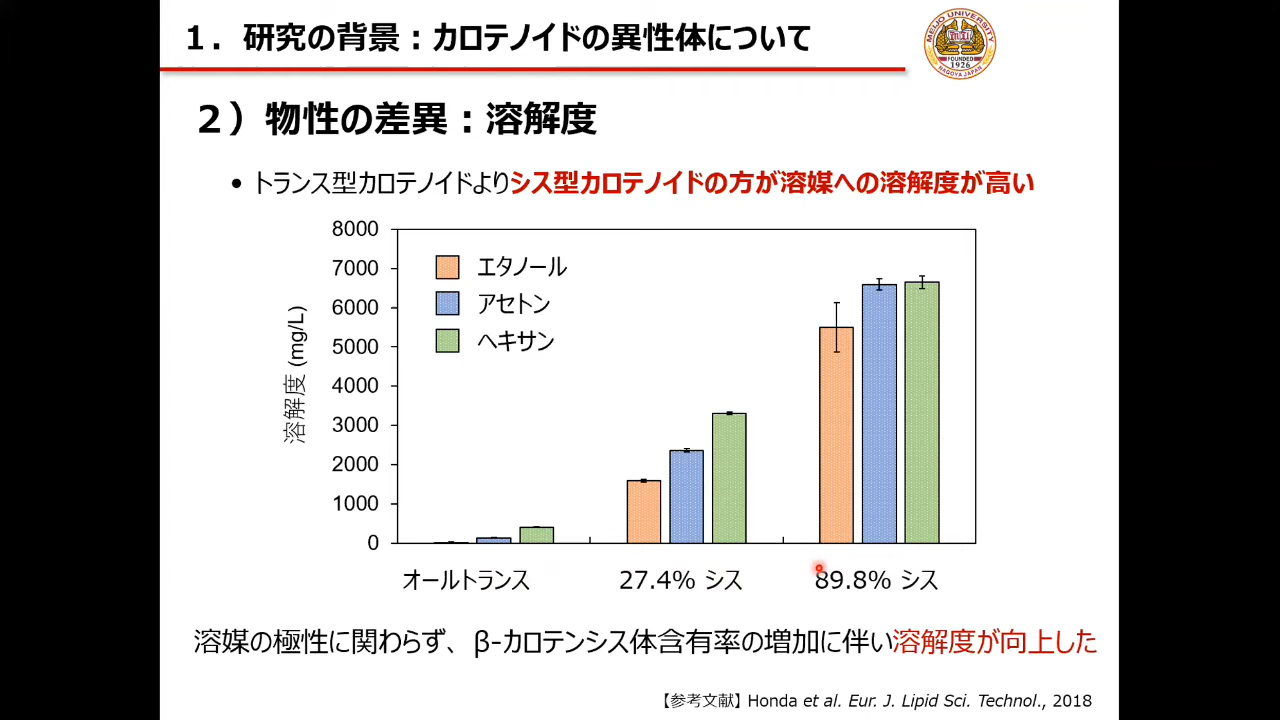 １．研究の背景：カロテノイドの異性体について
MEIJO UNIVERSITY
FOUNDED
1926
NAGOYA JAPAN
２）物性の差異：溶解度
• トランス型カロテノイドよりシス型カロテノイドの方が溶媒への溶解度が高い
溶解度 (mg/L)
8000
7000
6000
5000
4000
3000
2000
1000
0
エタノール
アセトン
ヘキサン
オールトランス
27.4% シス
89.8% シス
溶媒の極性に関わらず、β-カロテンシス体含有率の増加に伴い溶解度が向上した
【参考文献】Honda et al. Eur. J. Lipid Sci. Technol., 2018